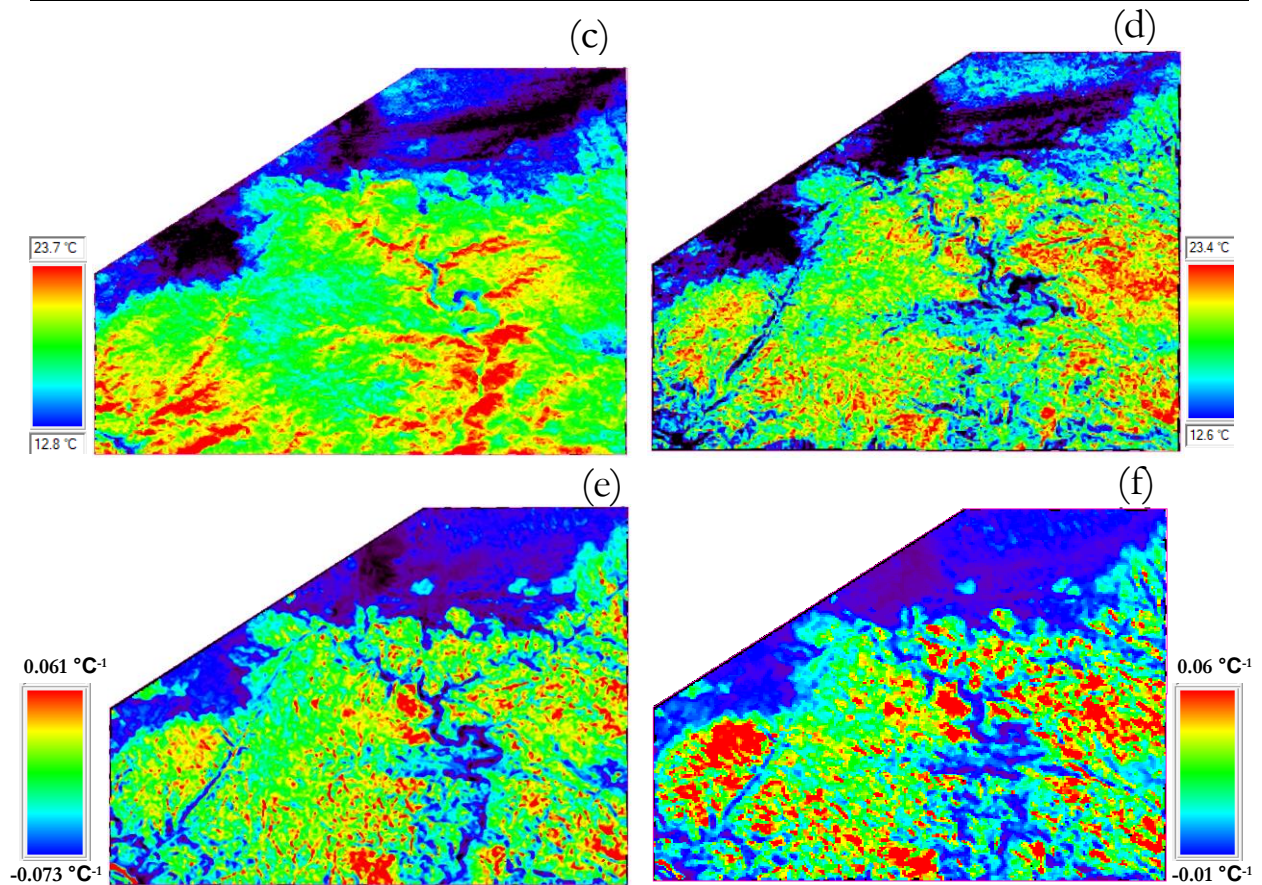 (c)
(d)
23.7 °C
12.8 °C
23.4 °C
12.6 °C
(e)
(f)
0.061 °C-1
-0.073 °C-1
0.06 °C-1
-0.01 °C-1